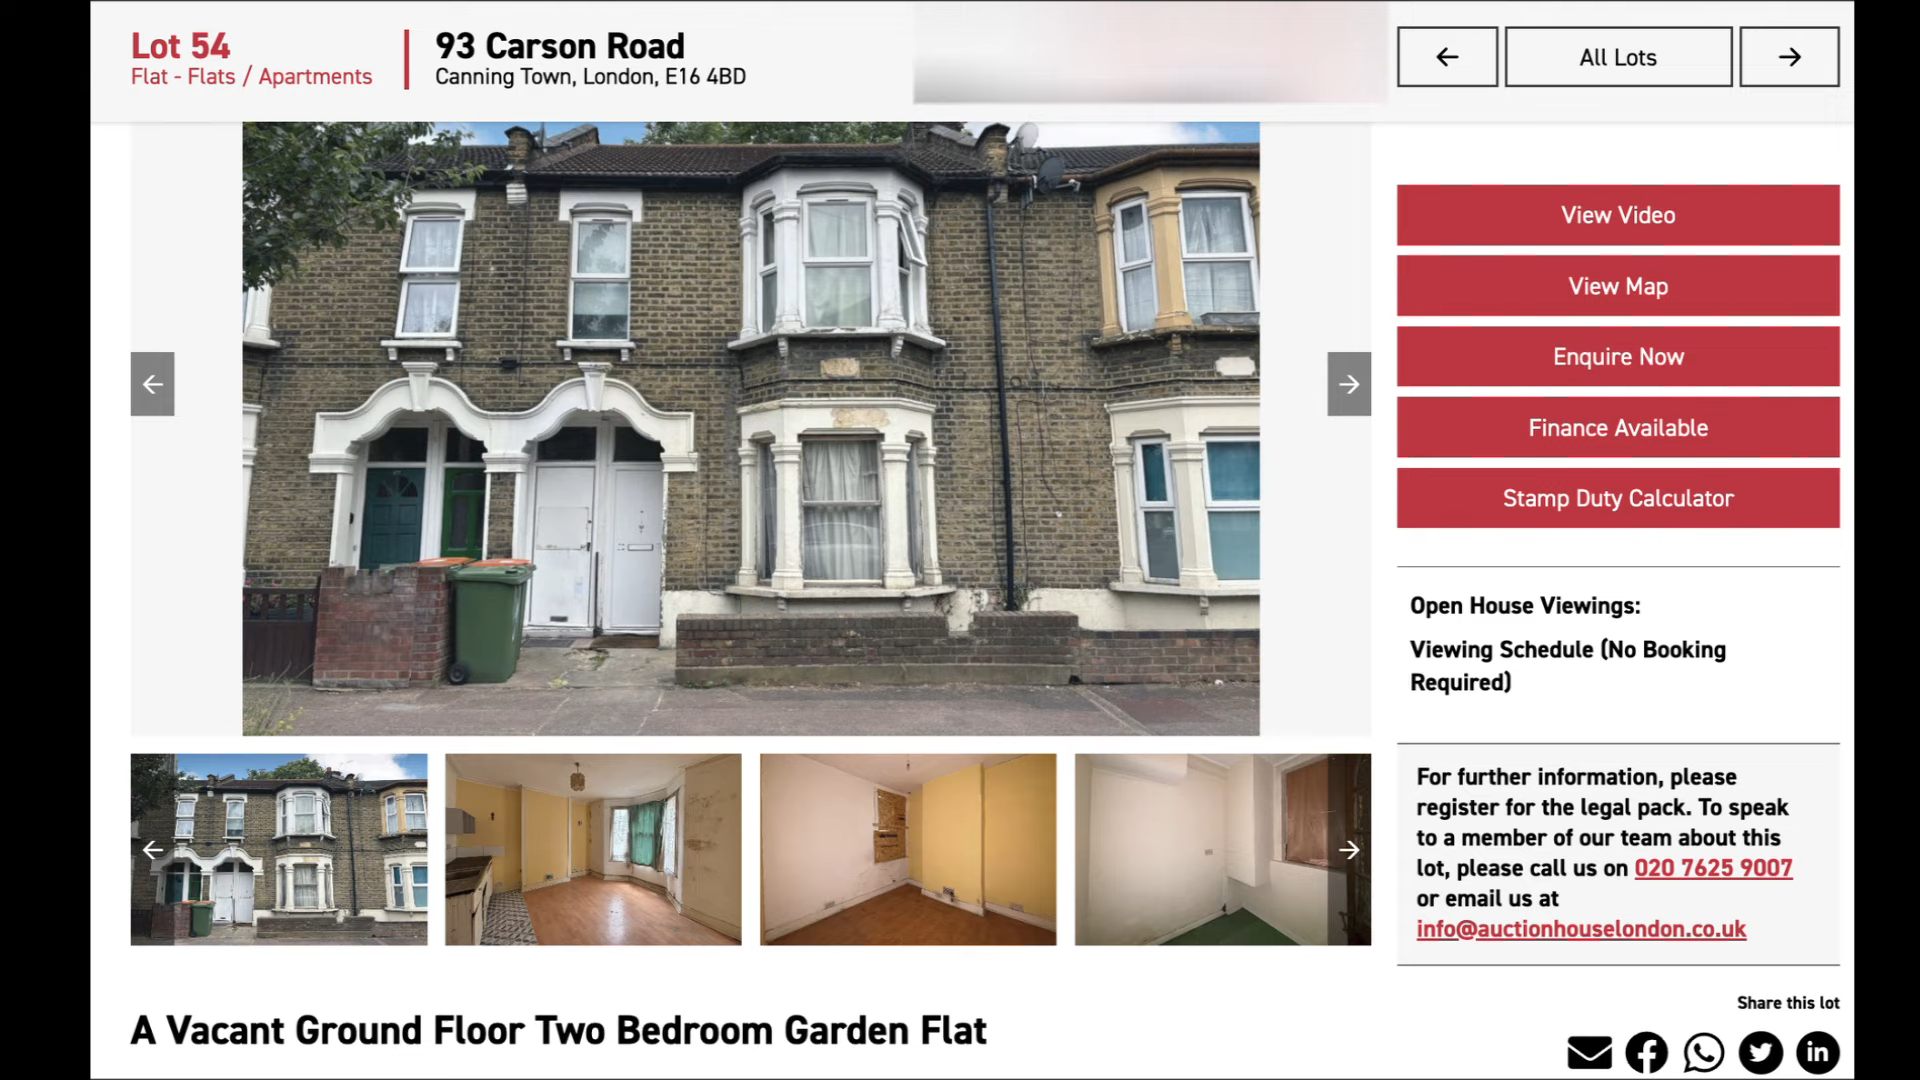 Lot 54
Flat - Flats / Apartments
93 Carson Road
Canning Town, London, E16 4BD
All Lots
View Video
View Map
Enquire Now
Finance Available
Stamp Duty Calculator
Open House Viewings:
Viewing Schedule (No Booking
Required)
For further information, please
register for the legal pack. To speak
to a member of our team about this
lot, please call us on 020 7625 9007
or email us at
info@auctionhouselondon.co.uk
A Vacant Ground Floor Two Bedroom Garden Flat
Share this lot